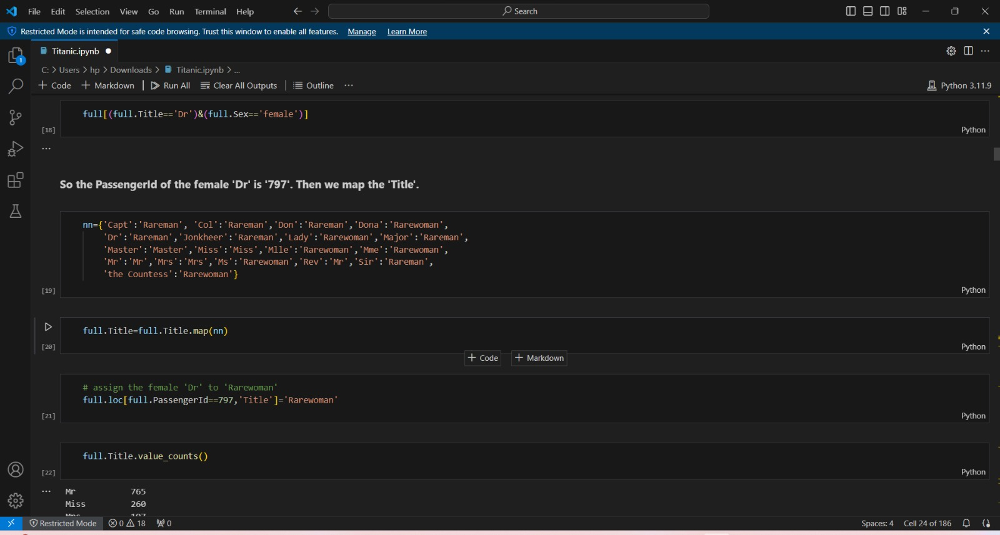 File Edit Selection View Go Run Terminal Help Search
Restricted Mode is intended for safe code browsing. Trust this window to enable all features. Manage Learn More
Titanic.ipynb
1
C: > Users > hp > Downloads > Titanic.ipynb > ...
+ Code + Markdown | Run All Clear All Outputs | Outline ... Python 3.11.9
full[(full.Title=='Dr')&(full.Sex=='female')]
[18] Python
...
So the PassengerId of the female 'Dr' is '797'. Then we map the 'Title'.
nn={'Capt':'Rareman', 'Col':'Rareman','Don':'Rareman','Dona':'Rarewoman',
'Dr':'Rareman','Jonkheer':'Rareman','Lady':'Rarewoman','Major':'Rareman',
'Master':'Master','Miss':'Miss','Mlle':'Rarewoman','Mme':'Rarewoman',
'Mr':'Mr','Mrs':'Mrs','Ms':'Rarewoman','Rev':'Mr','Sir':'Rareman',
'the Countess':'Rarewoman'}
[19] Python
full.Title=full.Title.map(nn)
[20] Python
+ Code + Markdown
# assign the female 'Dr' to 'Rarewoman'
full.loc[full.PassengerId==797,'Title']='Rarewoman'
[21] Python
full.Title.value_counts()
[22] Python
... Mr 765
Miss 260
Mrs 197
Restricted Mode 0 18 0 Spaces: 4 Cell 24 of 186